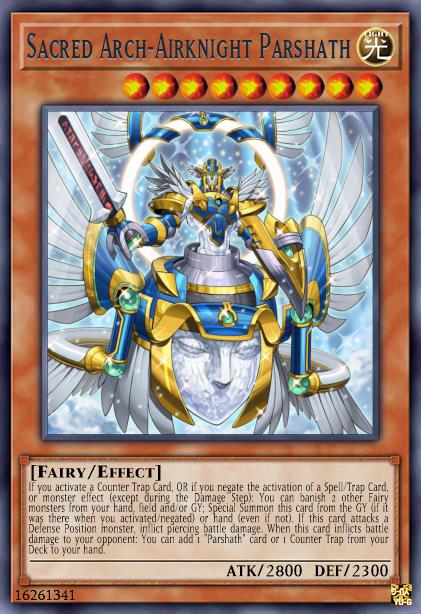 SACRED ARCH-AIRKNIGHT PARSHATH
LIGHT
光
[FAIRY/EFFECT]
If you activate a Counter Trap Card, OR if you negate the activation of a Spell/Trap Card,
or monster effect (except during the Damage Step): You can banish 2 other Fairy
monsters from your hand, field and/or GY; Special Summon this card from the GY (if it
was there when you activated/negated) or hand (even if not). If this card attacks a
Defense Position monster, inflict piercing battle damage. When this card inflicts battle
damage to your opponent: You can add 1 "Parshath" card or 1 Counter Trap from your
Deck to your hand.
ATK/2800 DEF/2300
16261341